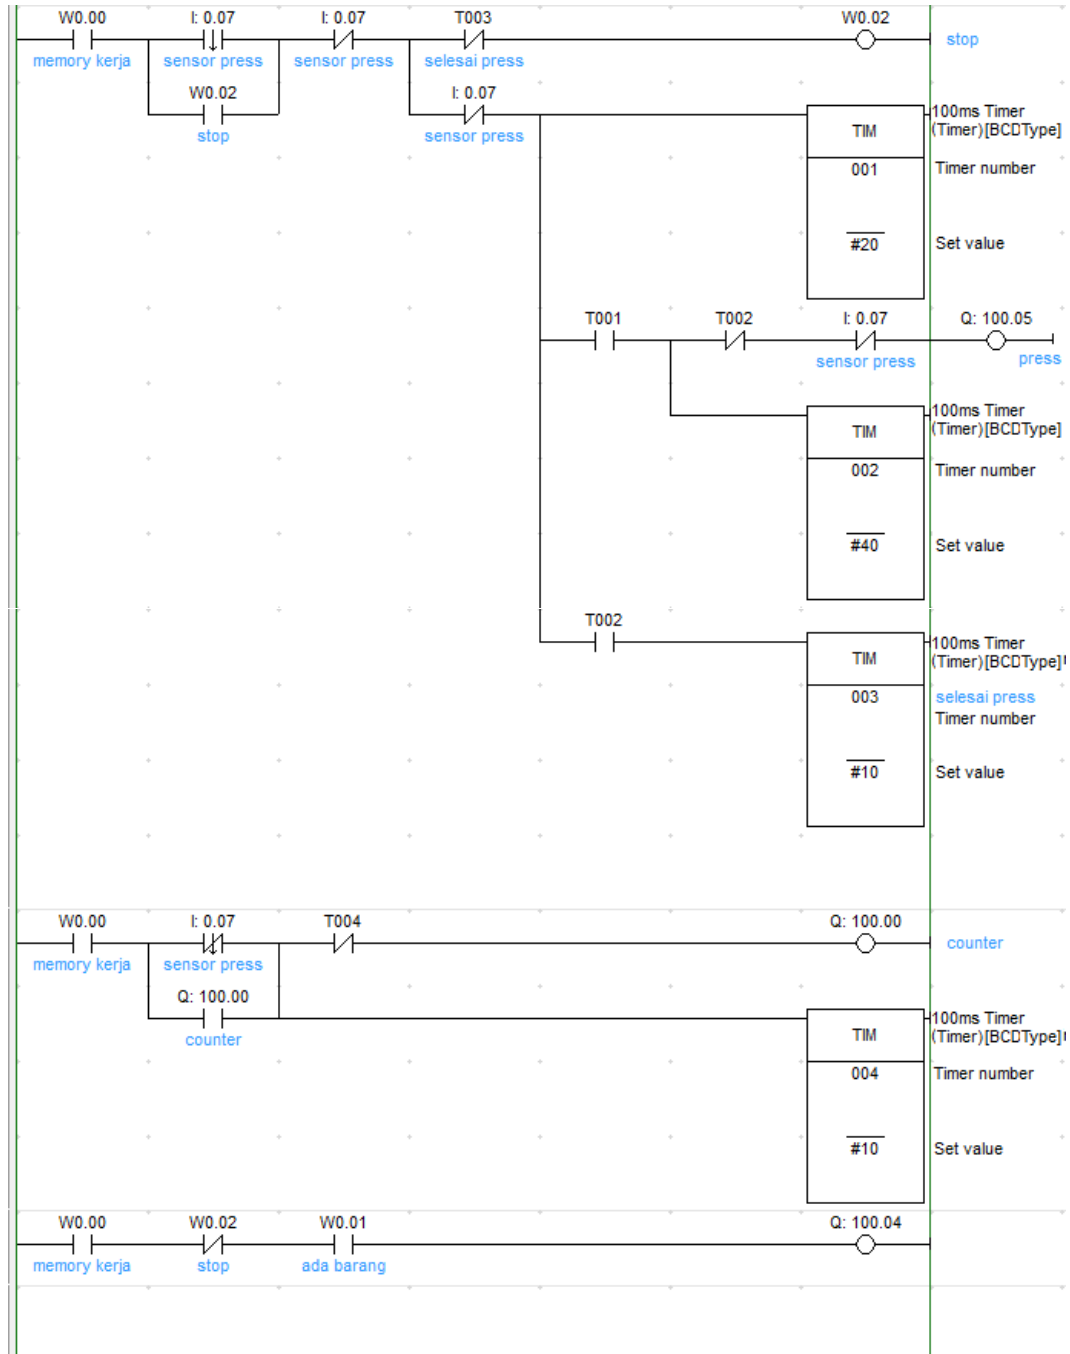 W0.00 I: 0.07 I: 0.07 T003 W0.02
memory kerja sensor press sensor press selesai press stop
W0.02 I: 0.07
stop sensor press
100ms Timer
(Timer)[BCDType]
TIM
001 Timer number
#20 Set value
T001 T002 I: 0.07 Q: 100.05
sensor press press
100ms Timer
(Timer)[BCDType]
TIM
002 Timer number
#40 Set value
T002
100ms Timer
(Timer)[BCDType]
TIM
003 selesai press
Timer number
#10 Set value
W0.00 I: 0.07 T004 Q: 100.00
memory kerja sensor press counter
Q: 100.00
counter
100ms Timer
(Timer)[BCDType]
TIM
004 Timer number
#10 Set value
W0.00 W0.02 W0.01 Q: 100.04
memory kerja stop ada barang